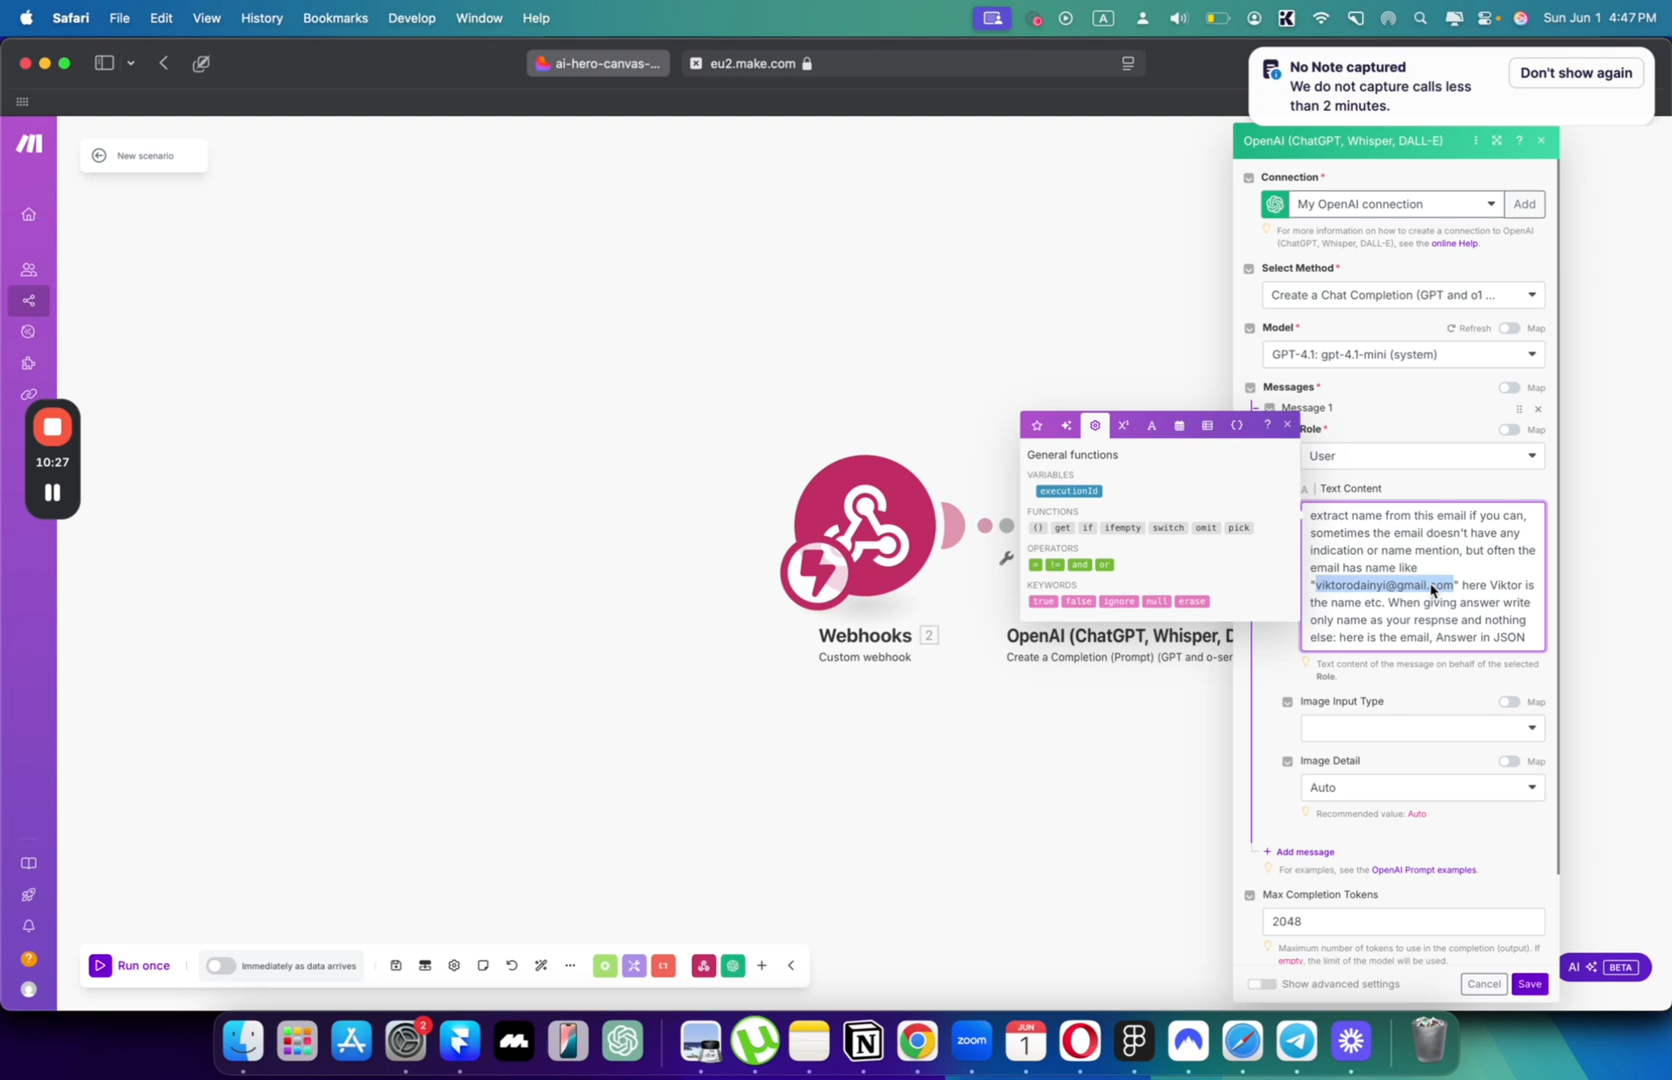 Safari File Edit View History Bookmarks Develop Window Help
A
Sun Jun 1 4:47 PM
ai-hero-canvas-...
eu2.make.com
No Note captured
We do not capture calls less
than 2 minutes.
Don't show again
New scenario
OpenAI (ChatGPT, Whisper, DALL-E)
?
Connection *
My OpenAI connection
Add
For more information on how to create a connection to OpenAI
(ChatGPT, Whisper, DALL-E), see the online Help.
Select Method *
Create a Chat Completion (GPT and o1 ...
Model *
Refresh
Map
GPT-4.1: gpt-4.1-mini (system)
Messages *
Map
Message 1
Role *
Map
User
A | Text Content
extract name from this email if you can,
sometimes the email doesn't have any
indication or name mention, but often the
email has name like
"viktorodainyi@gmail.com" here Viktor is
the name etc. When giving answer write
only name as your respnse and nothing
else: here is the email, Answer in JSON
Text content of the message on behalf of the selected
Role.
Image Input Type
Map
Image Detail
Map
Auto
Recommended value: Auto
+ Add message
For examples, see the OpenAI Prompt examples.
Max Completion Tokens
2048
Maximum number of tokens to use in the completion (output). If
empty, the limit of the model will be used.
Show advanced settings
Cancel
Save
X¹ A ?
General functions
VARIABLES
executionId
FUNCTIONS
() get if ifempty switch omit pick
OPERATORS
= != and or
KEYWORDS
true false ignore null erase
10:27
Webhooks 2
Custom webhook
OpenAI (ChatGPT, Whisper, D
Create a Completion (Prompt) (GPT and o-ser
Run once
Immediately as data arrives
AI BETA
?
2
zoom
JUN
1